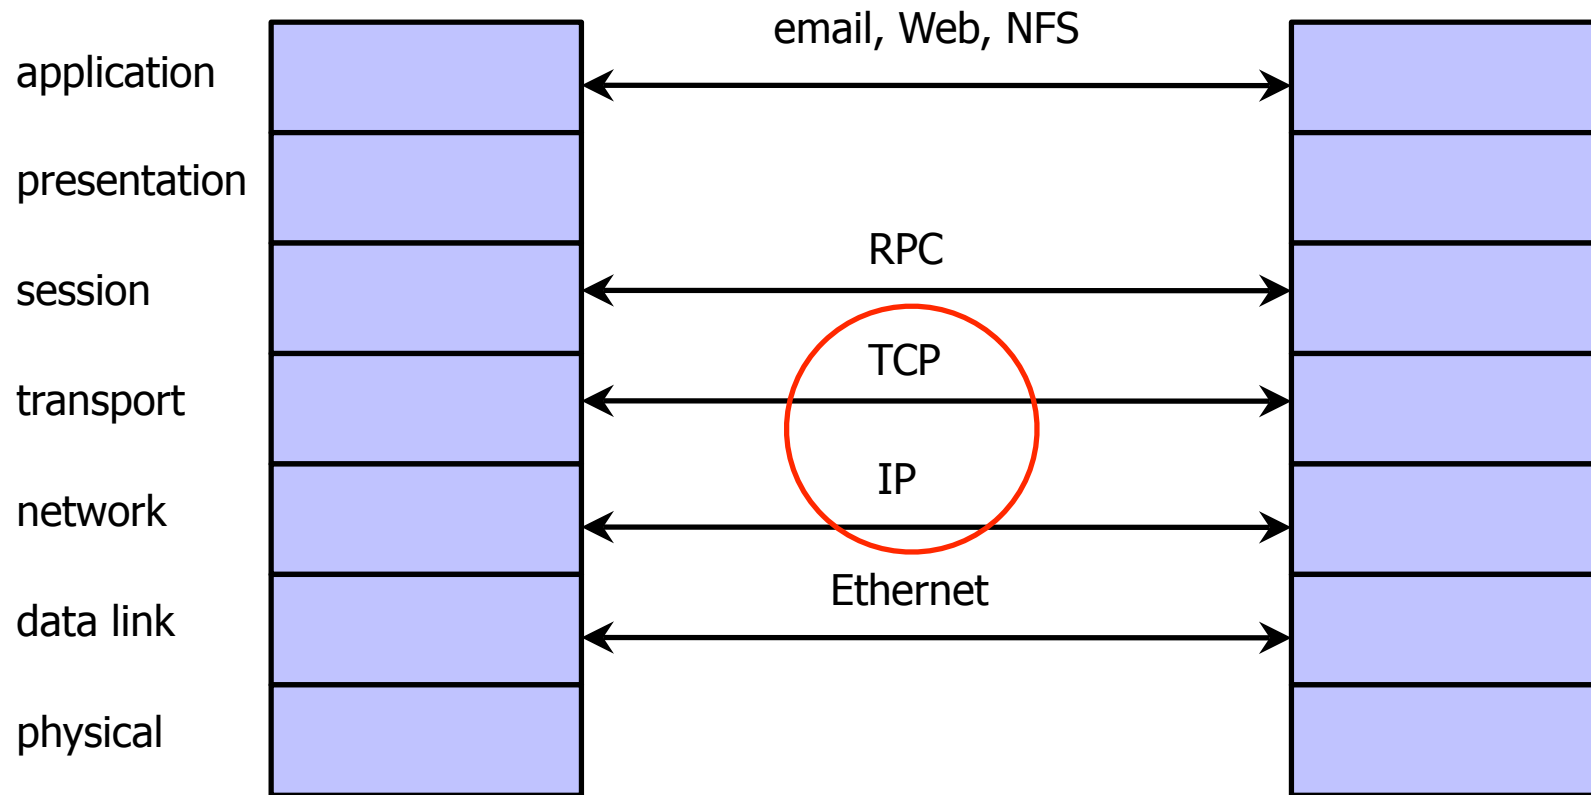 email, Web, NFS
application
presentation
RPC
session
TCP
transport
IP
network
Ethernet
data link
physical